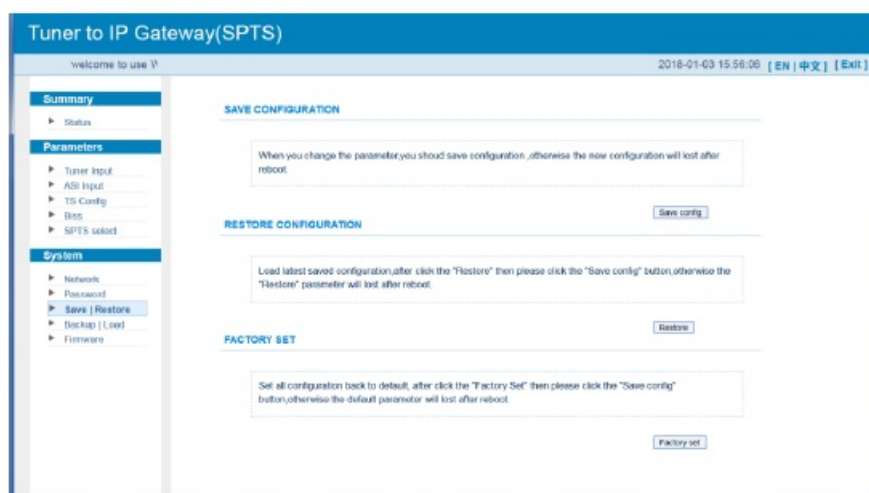 Tuner to IP Gateway(SPTS)
welcome to use W
2018-01-03 15:56:06 [ EN | 中文 ] [ Exit ]
Summary
Status
Parameters
Tuner Input
ASI Input
TS Config
Biss
SPTS select
System
Network
Password
Save | Restore
Backup | Load
Firmware
SAVE CONFIGURATION
When you change the parameter,you shoud save configuration ,otherwise the new configuration will lost after
reboot.
Save config
RESTORE CONFIGURATION
Load latest saved configuration,after click the "Restore" then please click the "Save config" button,otherwise the
"Restore" parameter will lost after reboot.
Restore
FACTORY SET
Set all configuration back to default, after click the "Factory Set" then please click the "Save config"
button,otherwise the default parameter will lost after reboot.
Factory set